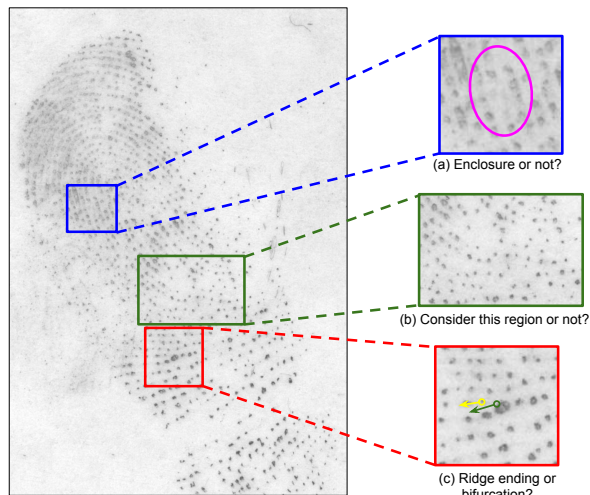 (a) Enclosure or not?
(b) Consider this region or not?
(c) Ridge ending or
bifurcation?